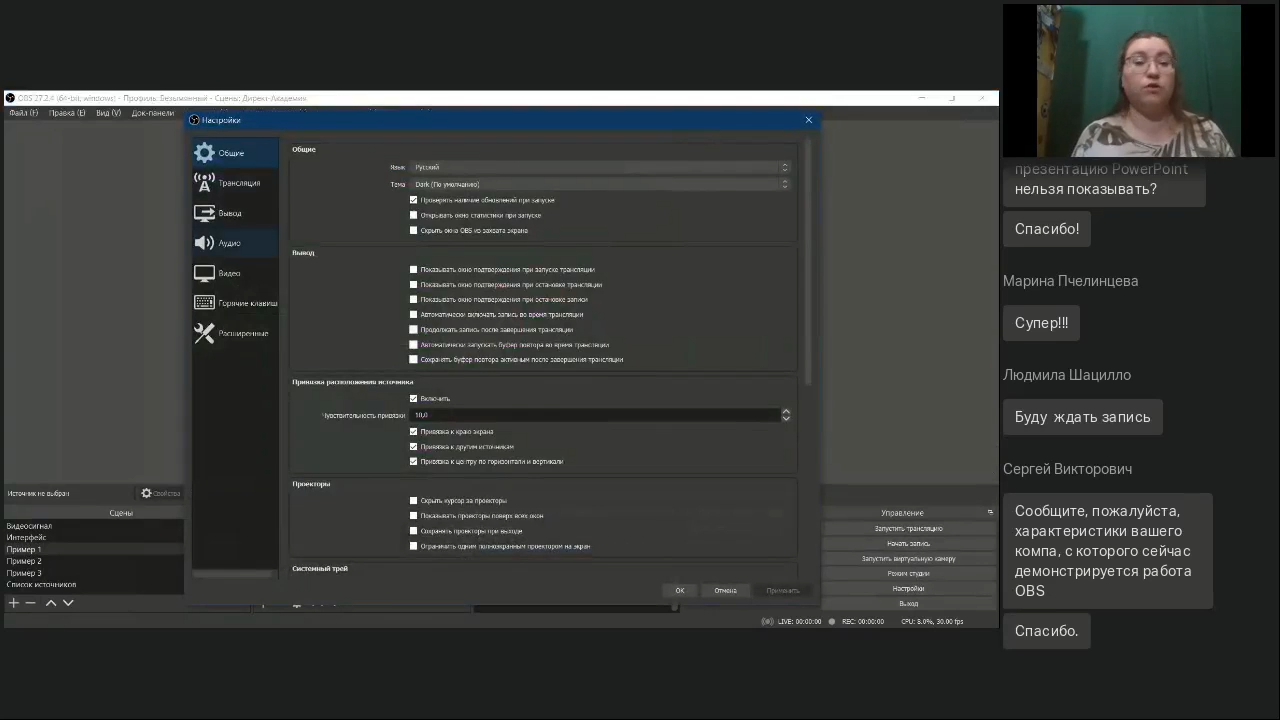 OBS 27.2.4 (64-bit, windows) - Профиль: Безымянный - Сцены: Директ-Академия
Файл (F)
Правка (E)
Вид (V)
Док-панели
Настройки
Общие
Трансляция
Вывод
Аудио
Видео
Горячие клавиш
Расширенные
Общие
Язык
Русский
Тема
Dark (По умолчанию)
Проверять наличие обновлений при запуске
Открывать окно статистики при запуске
Скрыть окна OBS из захвата экрана
Вывод
Показывать окно подтверждения при запуске трансляции
Показывать окно подтверждения при остановке трансляции
Показывать окно подтверждения при остановке записи
Автоматически включать запись во время трансляции
Продолжать запись после завершения трансляции
Автоматически запускать буфер повтора во время трансляции
Сохранять буфер повтора активным после завершения трансляции
Привязка расположения источника
Включить
Чувствительность привязки
10,0
Привязка к краю экрана
Привязка к другим источникам
Привязка к центру по горизонтали и вертикали
Проекторы
Скрыть курсор за проекторы
Показывать проекторы поверх всех окон
Сохранять проекторы при выходе
Ограничить одним полноэкранным проектором на экран
Системный трей
OK
Отмена
Применить
Источник не выбран
Свойства
Сцены
Видеосигнал
Интерфейс
Пример 1
Пример 2
Пример 3
Список источников
Управление
Запустить трансляцию
Начать запись
Запустить виртуальную камеру
Режим студии
Настройки
Выход
LIVE: 00:00:00
REC: 00:00:00
CPU: 8.0%, 30.00 fps
презентацию PowerPoint
нельзя показывать?
Спасибо!
Марина Пчелинцева
Супер!!!
Людмила Шацилло
Буду ждать запись
Сергей Викторович
Сообщите, пожалуйста,
характеристики вашего
компа, с которого сейчас
демонстрируется работа
OBS
Спасибо.